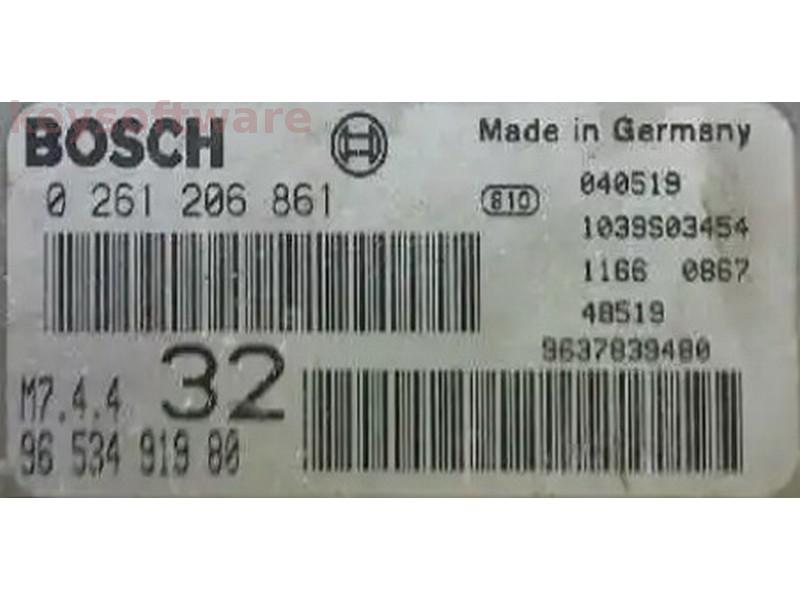 keysoftware
BOSCH
Made in Germany
0 261 206 861
810
040519
1039S03454
1166 0867
48519
9637839480
M7.4.4
32
96 534 919 80